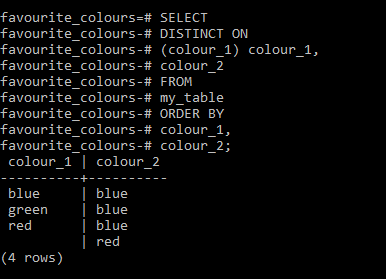 favourite_colours=# SELECT
favourite_colours-# DISTINCT ON
favourite_colours-# (colour_1) colour_1,
favourite_colours-# colour_2
favourite_colours-# FROM
favourite_colours-# my_table
favourite_colours-# ORDER BY
favourite_colours-# colour_1,
favourite_colours-# colour_2;
 colour_1 | colour_2
----------+----------
 blue     | blue
 green    | blue
 red      | blue
          | red
(4 rows)